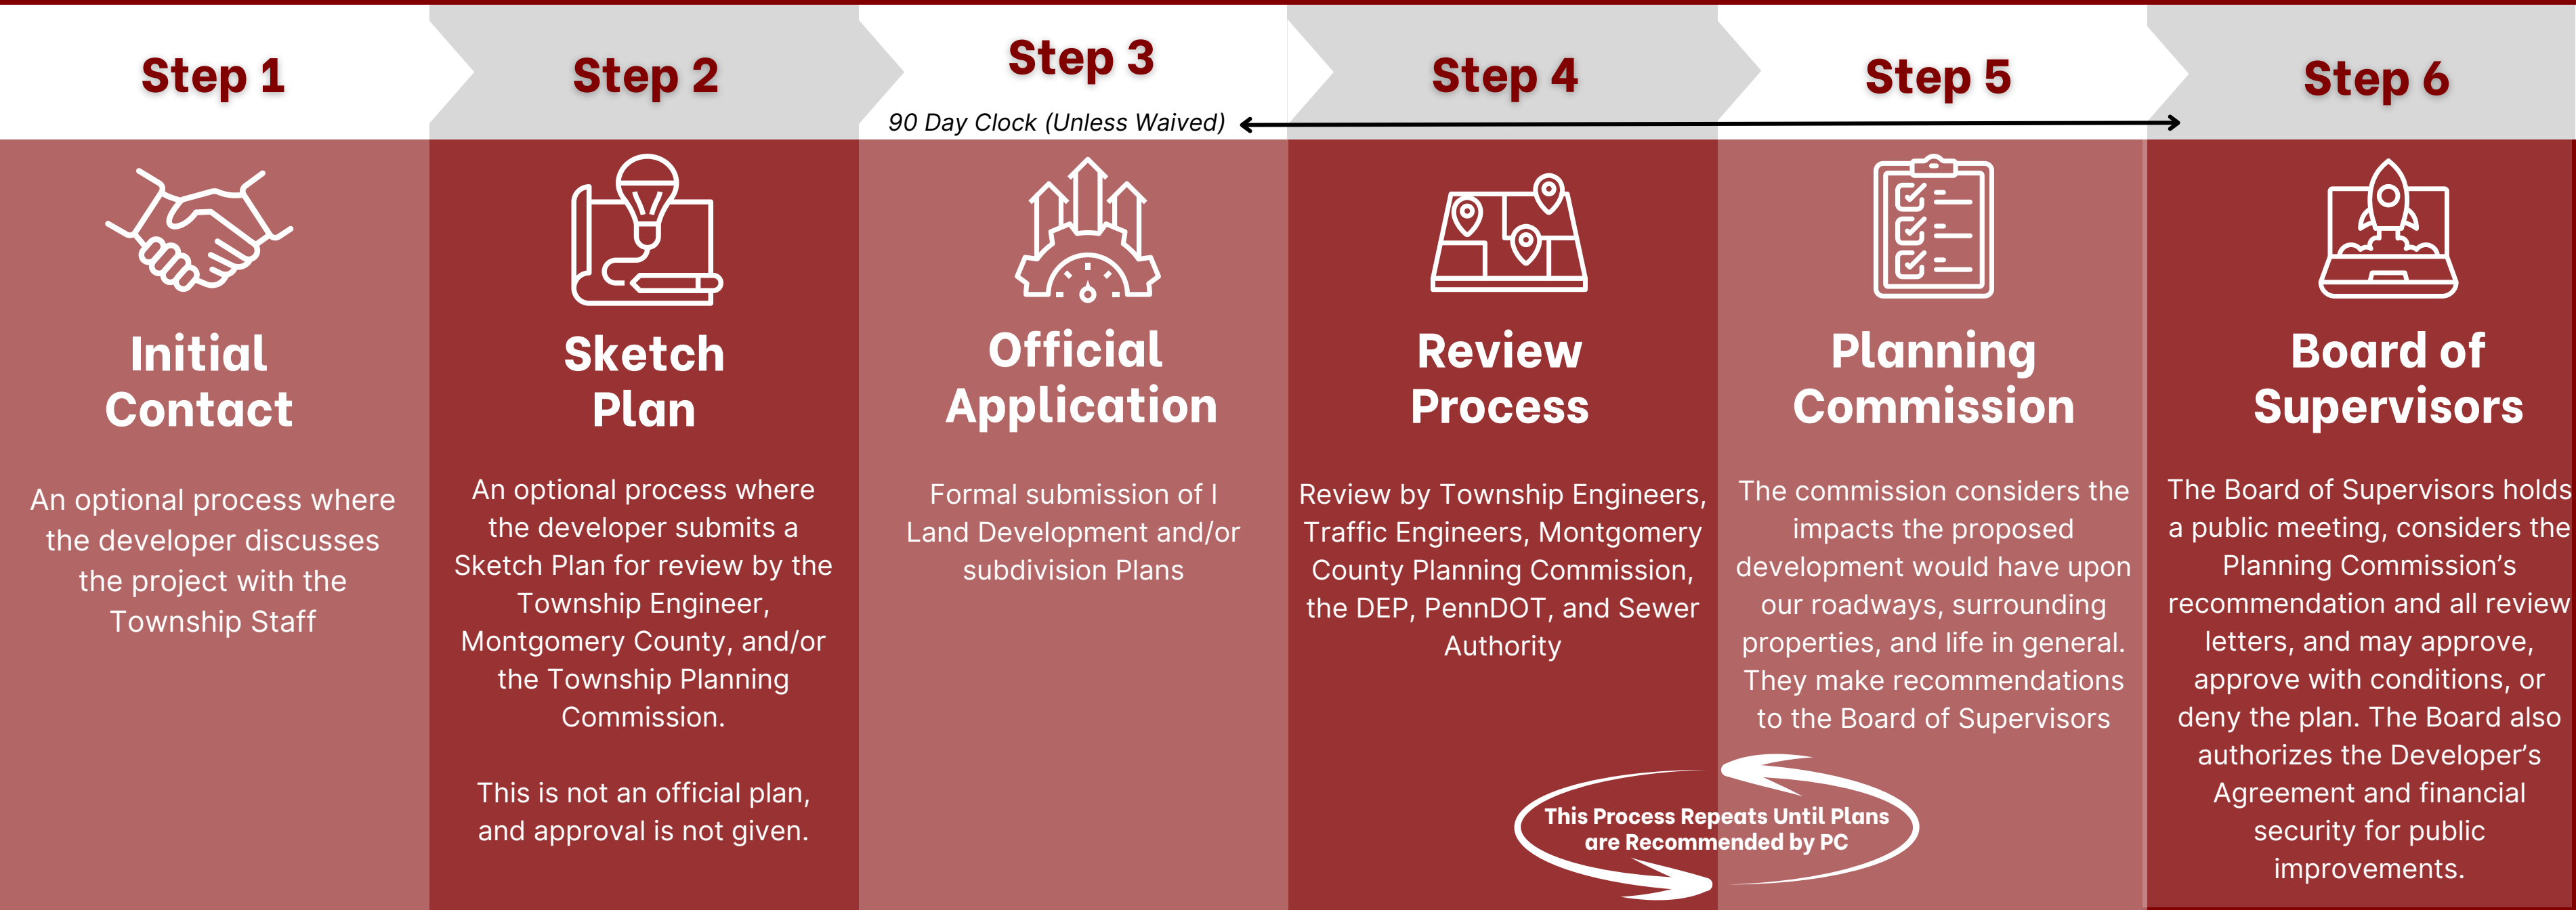 Step 1
Initial
Contact
An optional process where
the developer discusses
the project with the
Township Staff
Step 2
Sketch
Plan
An optional process where
the developer submits a
Sketch Plan for review by the
Township Engineer,
Montgomery County, and/or
the Township Planning
Commission.
This is not an official plan,
and approval is not given.
Step 3
90 Day Clock (Unless Waived)
Official
Application
Formal submission of l
Land Development and/or
subdivision Plans
Step 4
Review
Process
Review by Township Engineers,
Traffic Engineers, Montgomery
County Planning Commission,
the DEP, PennDOT, and Sewer
Authority
Step 5
Planning
Commission
The commission considers the
impacts the proposed
development would have upon
our roadways, surrounding
properties, and life in general.
They make recommendations
to the Board of Supervisors
This Process Repeats Until Plans
are Recommended by PC
Step 6
Board of
Supervisors
The Board of Supervisors holds
a public meeting, considers the
Planning Commission’s
recommendation and all review
letters, and may approve,
approve with conditions, or
deny the plan. The Board also
authorizes the Developer’s
Agreement and financial
security for public
improvements.